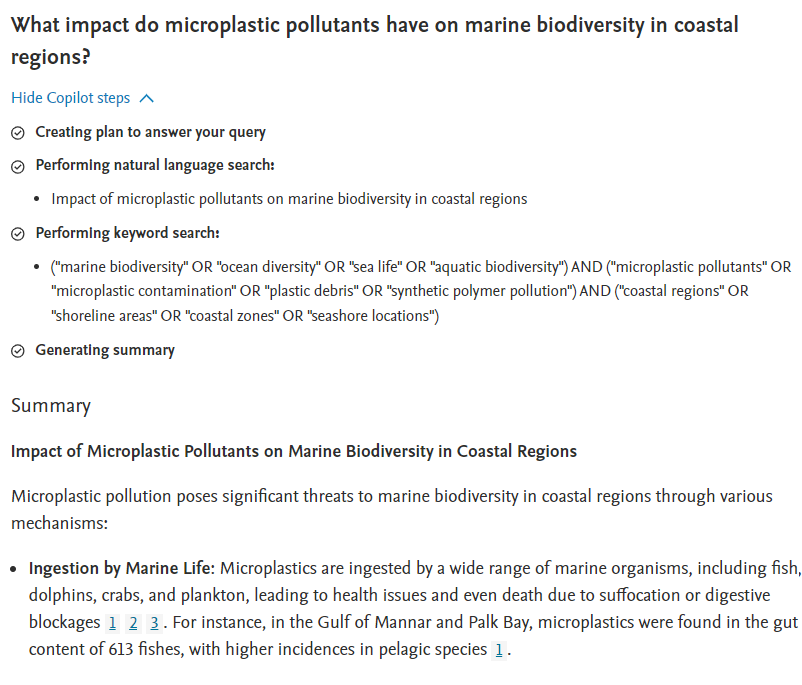 What impact do microplastic pollutants have on marine biodiversity in coastal
regions?
Hide Copilot steps
Creating plan to answer your query
Performing natural language search:
• Impact of microplastic pollutants on marine biodiversity in coastal regions
Performing keyword search:
• ("marine biodiversity" OR "ocean diversity" OR "sea life" OR "aquatic biodiversity") AND ("microplastic pollutants" OR
"microplastic contamination" OR "plastic debris" OR "synthetic polymer pollution") AND ("coastal regions" OR
"shoreline areas" OR "coastal zones" OR "seashore locations")
Generating summary
Summary
Impact of Microplastic Pollutants on Marine Biodiversity in Coastal Regions
Microplastic pollution poses significant threats to marine biodiversity in coastal regions through various
mechanisms:
• Ingestion by Marine Life: Microplastics are ingested by a wide range of marine organisms, including fish,
dolphins, crabs, and plankton, leading to health issues and even death due to suffocation or digestive
blockages 1 2 3. For instance, in the Gulf of Mannar and Palk Bay, microplastics were found in the gut
content of 613 fishes, with higher incidences in pelagic species 1.